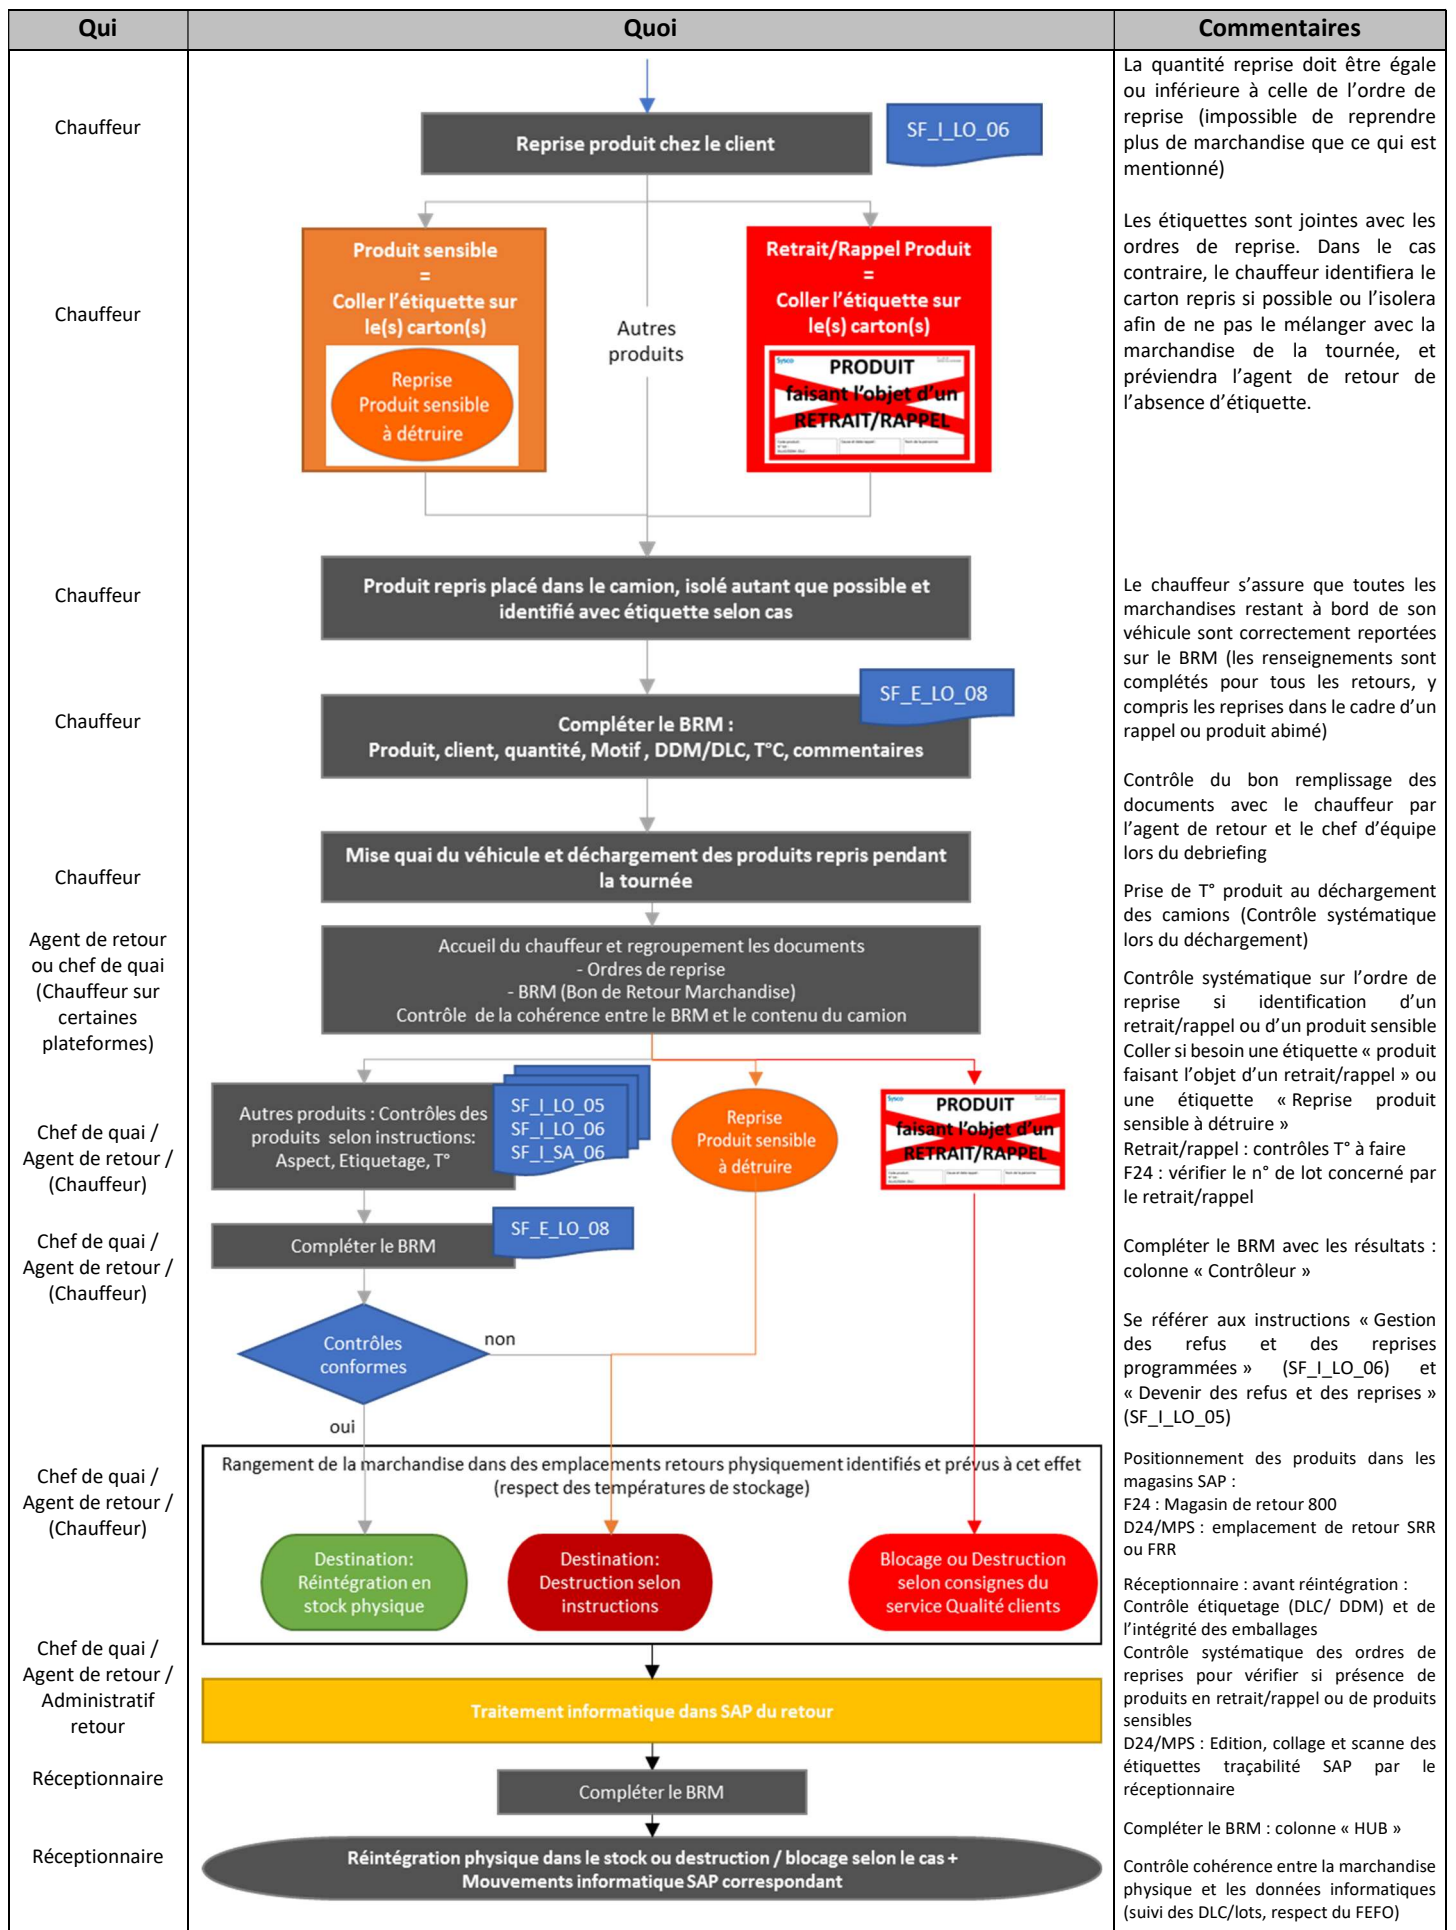 Qui
Quoi
Commentaires
Chauffeur
Reprise produit chez le client
SF_I_LO_06
La quantité reprise doit être égale
ou inférieure à celle de l’ordre de
reprise (impossible de reprendre
plus de marchandise que ce qui est
mentionné)
Chauffeur
Produit sensible
=
Coller l’étiquette sur
le(s) carton(s)
Reprise
Produit sensible
à détruire
Autres
produits
Retrait/Rappel Produit
=
Coller l’étiquette sur
le(s) carton(s)
Sysco
PRODUIT
faisant l’objet d’un
RETRAIT/RAPPEL
Les étiquettes sont jointes avec les
ordres de reprise. Dans le cas
contraire, le chauffeur identifiera le
carton repris si possible ou l’isolera
afin de ne pas le mélanger avec la
marchandise de la tournée, et
préviendra l’agent de retour de
l’absence d’étiquette.
Chauffeur
Produit repris placé dans le camion, isolé autant que possible et
identifié avec étiquette selon cas
Le chauffeur s’assure que toutes les
marchandises restant à bord de son
véhicule sont correctement reportées
sur le BRM (les renseignements sont
complétés pour tous les retours, y
compris les reprises dans le cadre d’un
rappel ou produit abimé)
Chauffeur
SF_E_LO_08
Compléter le BRM :
Produit, client, quantité, Motif , DDM/DLC, T°C, commentaires
Contrôle du bon remplissage des
documents avec le chauffeur par
l’agent de retour et le chef d’équipe
lors du debriefing
Chauffeur
Mise quai du véhicule et déchargement des produits repris pendant
la tournée
Prise de T° produit au déchargement
des camions (Contrôle systématique
lors du déchargement)
Agent de retour
ou chef de quai
(Chauffeur sur
certaines
plateformes)
Accueil du chauffeur et regroupement les documents
- Ordres de reprise
- BRM (Bon de Retour Marchandise)
Contrôle de la cohérence entre le BRM et le contenu du camion
Contrôle systématique sur l’ordre de
reprise si identification d’un
retrait/rappel ou d’un produit sensible
Coller si besoin une étiquette « produit
faisant l’objet d’un retrait/rappel » ou
une étiquette « Reprise produit
sensible à détruire »
Retrait/rappel : contrôles T° à faire
F24 : vérifier le n° de lot concerné par
le retrait/rappel
Chef de quai /
Agent de retour /
(Chauffeur)
Autres produits : Contrôles des
produits selon instructions:
Aspect, Etiquetage, T°
SF_I_LO_05
SF_I_LO_06
SF_I_SA_06
Reprise
Produit sensible
à détruire
Sysco
PRODUIT
faisant l’objet d’un
RETRAIT/RAPPEL
Chef de quai /
Agent de retour /
(Chauffeur)
Compléter le BRM
SF_E_LO_08
Compléter le BRM avec les résultats :
colonne « Contrôleur »
Contrôles
conformes
non
oui
Se référer aux instructions « Gestion
des refus et des reprises
programmées » (SF_I_LO_06) et
« Devenir des refus et des reprises »
(SF_I_LO_05)
Chef de quai /
Agent de retour /
(Chauffeur)
Rangement de la marchandise dans des emplacements retours physiquement identifiés et prévus à cet effet
(respect des températures de stockage)
Destination:
Réintégration en
stock physique
Destination:
Destruction selon
instructions
Blocage ou Destruction
selon consignes du
service Qualité clients
Positionnement des produits dans les
magasins SAP :
F24 : Magasin de retour 800
D24/MPS : emplacement de retour SRR
ou FRR
Réceptionnaire : avant réintégration :
Contrôle étiquetage (DLC/ DDM) et de
l’intégrité des emballages
Contrôle systématique des ordres de
reprises pour vérifier si présence de
produits en retrait/rappel ou de produits
sensibles
D24/MPS : Edition, collage et scanne des
étiquettes traçabilité SAP par le
réceptionnaire
Chef de quai /
Agent de retour /
Administratif
retour
Traitement informatique dans SAP du retour
Réceptionnaire
Compléter le BRM
Compléter le BRM : colonne « HUB »
Réceptionnaire
Réintégration physique dans le stock ou destruction / blocage selon le cas +
Mouvements informatique SAP correspondant
Contrôle cohérence entre la marchandise
physique et les données informatiques
(suivi des DLC/lots, respect du FEFO)